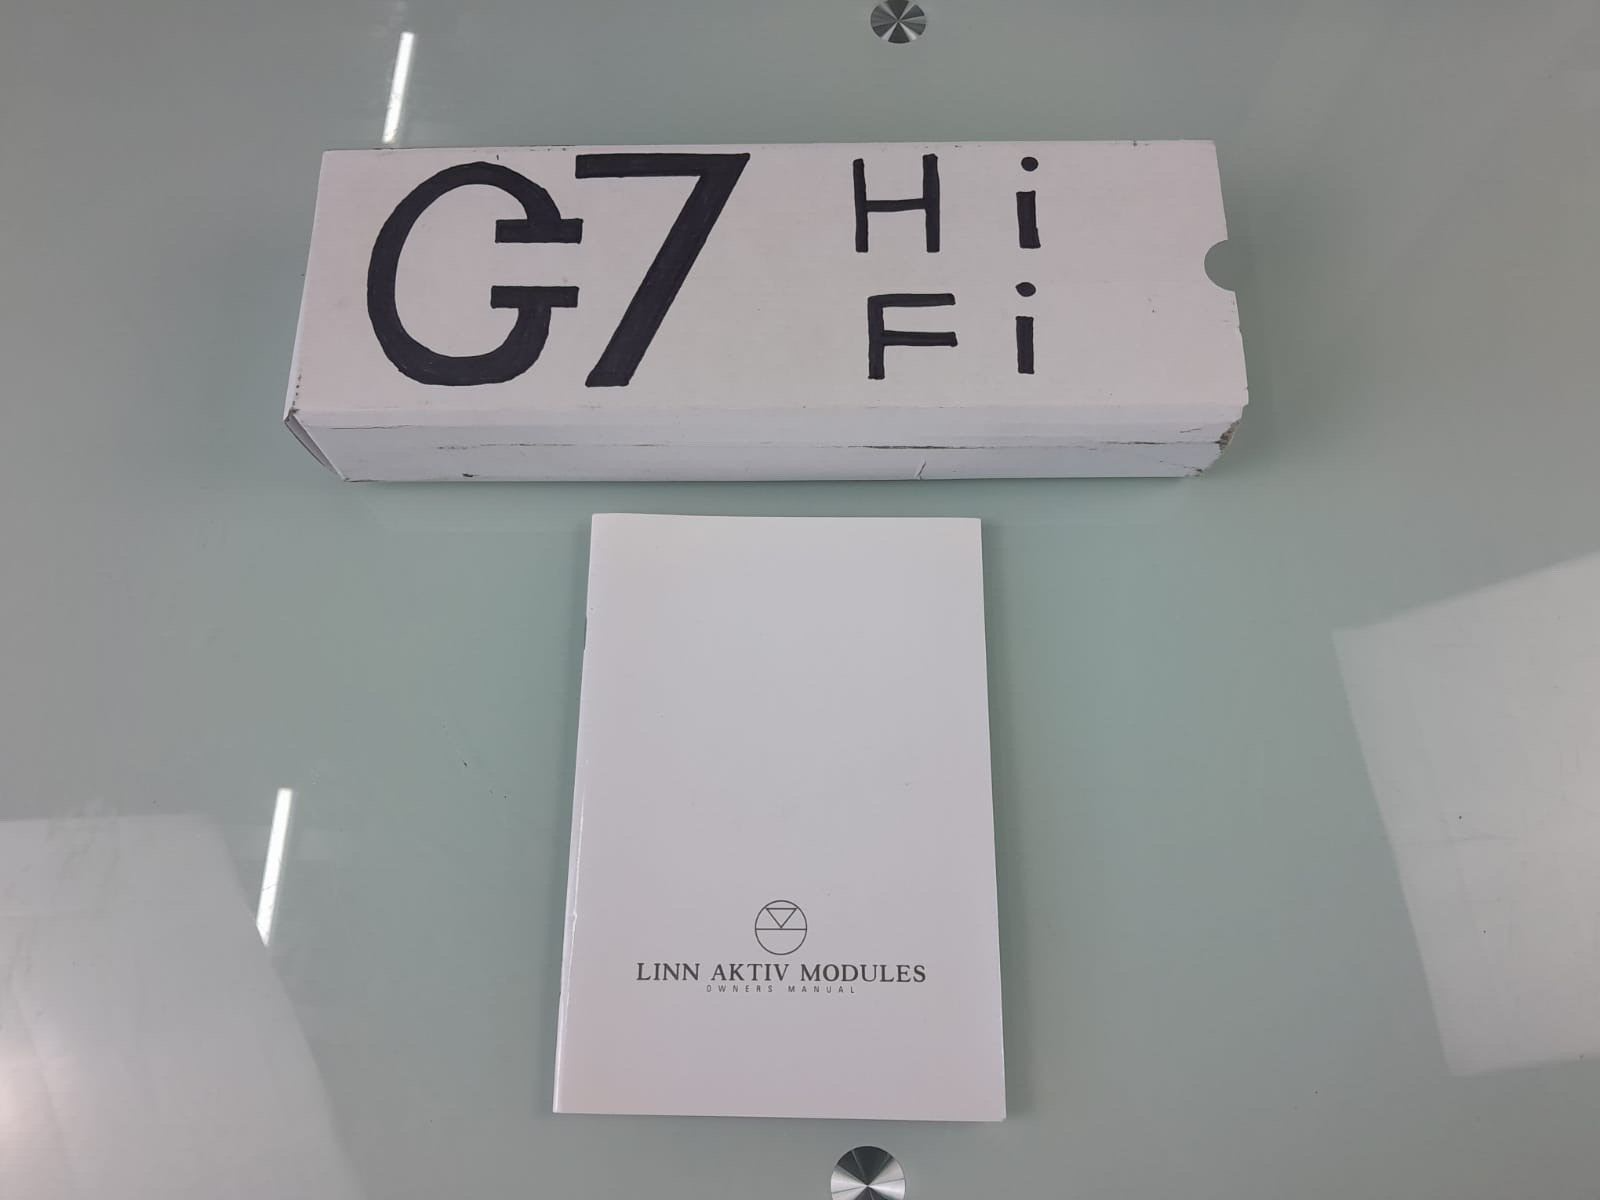 G7 Hi
Fi
LINN AKTIV MODULES
OWNERS MANUAL